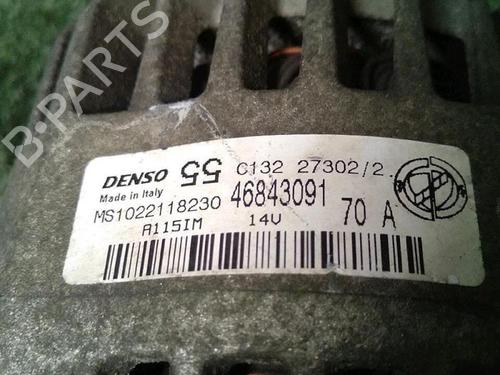 B-PARTS
DENSO 55 C132 27302/2.
Made in Italy
MS1022118230 46843091 70 A
A115IM 14V